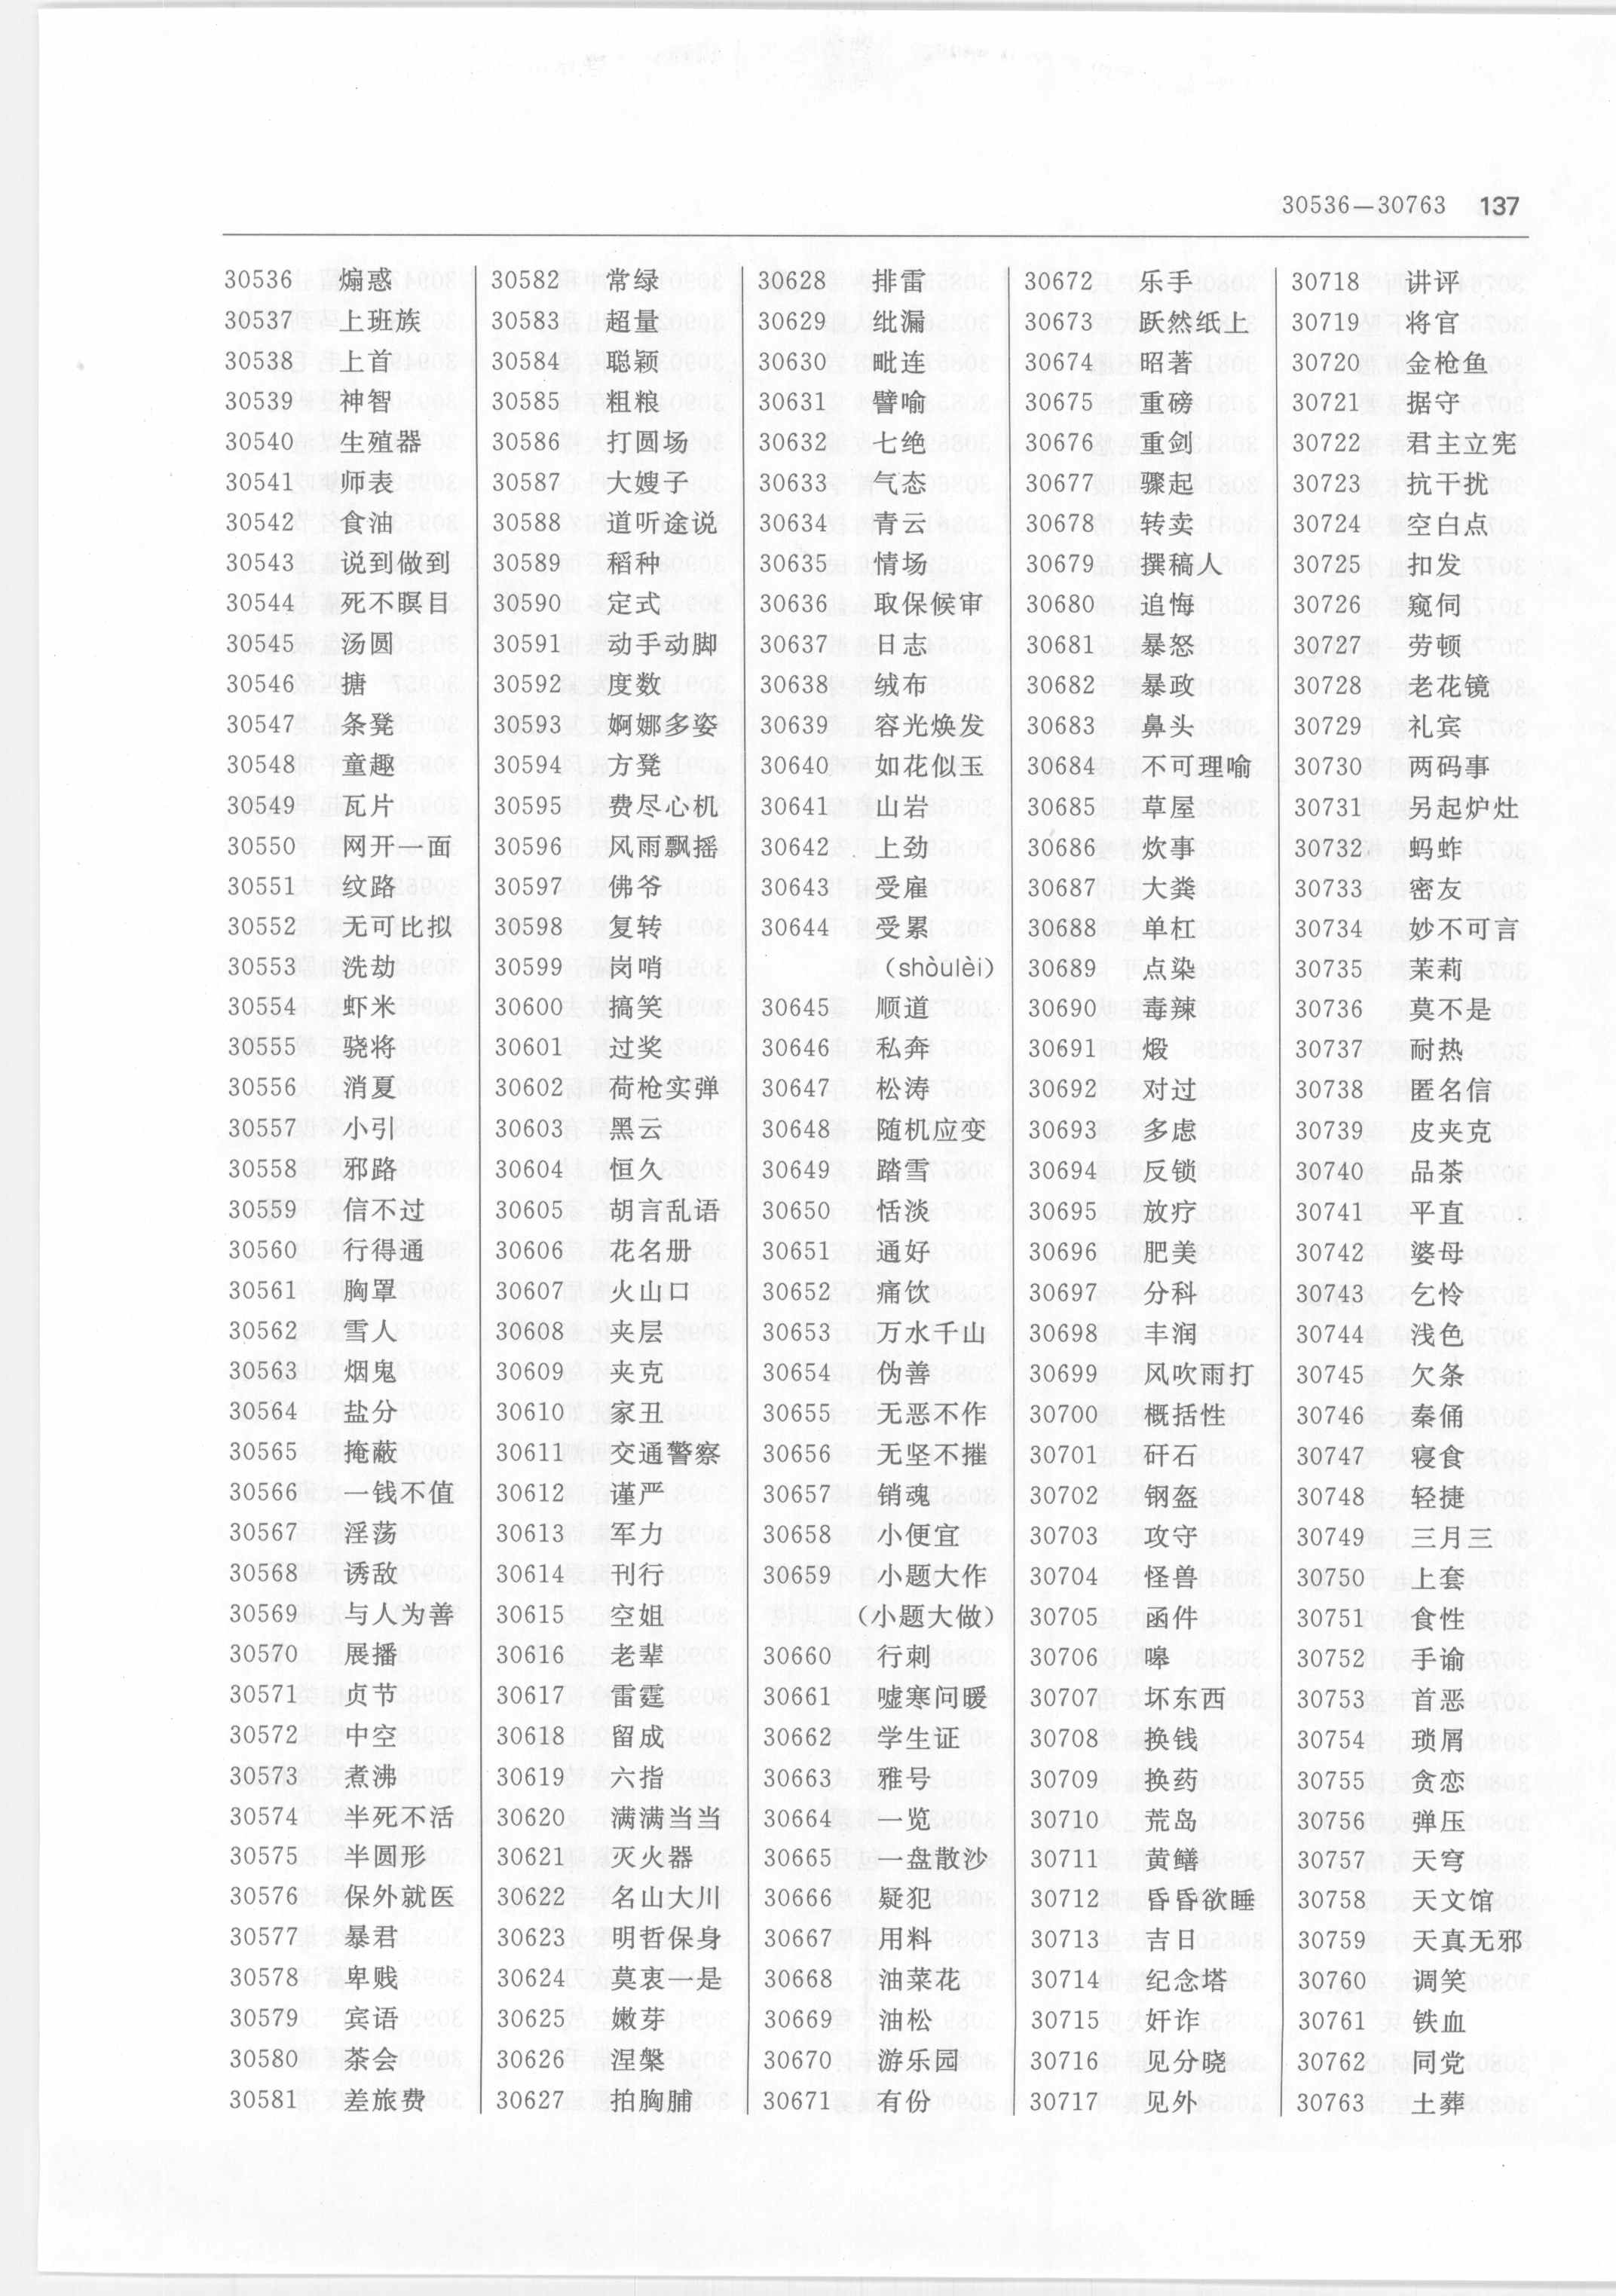 30536—30763 137
30536 煽惑
30537 上班族
30538 上首
30539 神智
30540 生殖器
30541 师表
30542 食油
30543 说到做到
30544 死不瞑目
30545 汤圆
30546 搪
30547 条凳
30548 童趣
30549 瓦片
30550 网开一面
30551 纹路
30552 无可比拟
30553 洗劫
30554 虾米
30555 骁将
30556 消夏
30557 小引
30558 邪路
30559 信不过
30560 行得通
30561 胸罩
30562 雪人
30563 烟鬼
30564 盐分
30565 掩蔽
30566 一钱不值
30567 淫荡
30568 诱敌
30569 与人为善
30570 展播
30571 贞节
30572 中空
30573 煮沸
30574 半死不活
30575 半圆形
30576 保外就医
30577 暴君
30578 卑贱
30579 宾语
30580 茶会
30581 差旅费
30582 常绿
30583 超量
30584 聪颖
30585 粗粮
30586 打圆场
30587 大嫂子
30588 道听途说
30589 稻种
30590 定式
30591 动手动脚
30592 度数
30593 婀娜多姿
30594 方凳
30595 费尽心机
30596 风雨飘摇
30597 佛爷
30598 复转
30599 岗哨
30600 搞笑
30601 过奖
30602 荷枪实弹
30603 黑云
30604 恒久
30605 胡言乱语
30606 花名册
30607 火山口
30608 夹层
30609 夹克
30610 家丑
30611 交通警察
30612 谨严
30613 军力
30614 刊行
30615 空姐
30616 老辈
30617 雷霆
30618 留成
30619 六指
30620 满满当当
30621 灭火器
30622 名山大川
30623 明哲保身
30624 莫衷一是
30625 嫩芽
30626 涅槃
30627 拍胸脯
30628 排雷
30629 纰漏
30630 毗连
30631 譬喻
30632 七绝
30633 气态
30634 青云
30635 情场
30636 取保候审
30637 日志
30638 绒布
30639 容光焕发
30640 如花似玉
30641 山岩
30642 上劲
30643 受雇
30644 受累
(shòulèi)
30645 顺道
30646 私奔
30647 松涛
30648 随机应变
30649 踏雪
30650 恬淡
30651 通好
30652 痛饮
30653 万水千山
30654 伪善
30655 无恶不作
30656 无坚不摧
30657 销魂
30658 小便宜
30659 小题大作
(小题大做)
30660 行刺
30661 嘘寒问暖
30662 学生证
30663 雅号
30664 一览
30665 一盘散沙
30666 疑犯
30667 用料
30668 油菜花
30669 油松
30670 游乐园
30671 有份
30672 乐手
30673 跃然纸上
30674 昭著
30675 重磅
30676 重剑
30677 骤起
30678 转卖
30679 撰稿人
30680 追悔
30681 暴怒
30682 暴政
30683 鼻头
30684 不可理喻
30685 草屋
30686 炊事
30687 大粪
30688 单杠
30689 点染
30690 毒辣
30691 煅
30692 对过
30693 多虑
30694 反锁
30695 放疗
30696 肥美
30697 分科
30698 丰润
30699 风吹雨打
30700 概括性
30701 矸石
30702 钢盔
30703 攻守
30704 怪兽
30705 函件
30706 嗥
30707 坏东西
30708 换钱
30709 换药
30710 荒岛
30711 黄鳝
30712 昏昏欲睡
30713 吉日
30714 纪念塔
30715 奸诈
30716 见分晓
30717 见外
30718 讲评
30719 将官
30720 金枪鱼
30721 据守
30722 君主立宪
30723 抗干扰
30724 空白点
30725 扣发
30726 窥伺
30727 劳顿
30728 老花镜
30729 礼宾
30730 两码事
30731 另起炉灶
30732 蚂蚱
30733 密友
30734 妙不可言
30735 茉莉
30736 莫不是
30737 耐热
30738 匿名信
30739 皮夹克
30740 品茶
30741 平直
30742 婆母
30743 乞怜
30744 浅色
30745 欠条
30746 秦俑
30747 寝食
30748 轻捷
30749 三月三
30750 上套
30751 食性
30752 手谕
30753 首恶
30754 琐屑
30755 贪恋
30756 弹压
30757 天穹
30758 天文馆
30759 天真无邪
30760 调笑
30761 铁血
30762 同党
30763 土葬